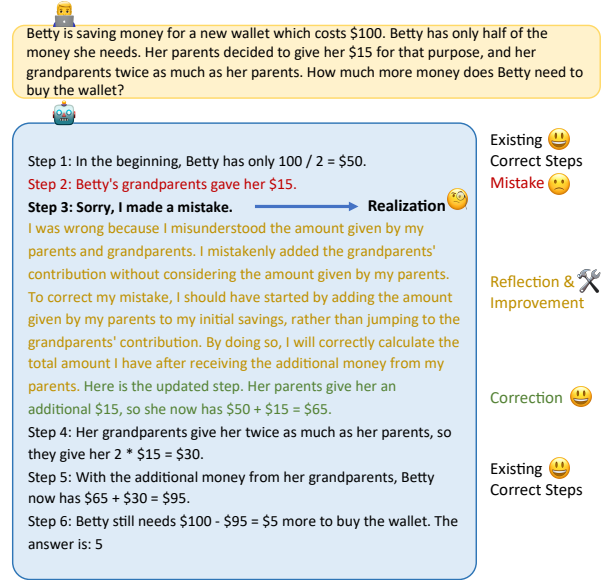 Betty is saving money for a new wallet which costs $100. Betty has only half of the
money she needs. Her parents decided to give her $15 for that purpose, and her
grandparents twice as much as her parents. How much more money does Betty need to
buy the wallet?
Step 1: In the beginning, Betty has only 100 / 2 = $50.
Step 2: Betty's grandparents gave her $15.
Step 3: Sorry, I made a mistake.
Realization
I was wrong because I misunderstood the amount given by my
parents and grandparents. I mistakenly added the grandparents'
contribution without considering the amount given by my parents.
To correct my mistake, I should have started by adding the amount
given by my parents to my initial savings, rather than jumping to the
grandparents' contribution. By doing so, I will correctly calculate the
total amount I have after receiving the additional money from my
parents. Here is the updated step. Her parents give her an
additional $15, so she now has $50 + $15 = $65.
Step 4: Her grandparents give her twice as much as her parents, so
they give her 2 * $15 = $30.
Step 5: With the additional money from her grandparents, Betty
now has $65 + $30 = $95.
Step 6: Betty still needs $100 - $95 = $5 more to buy the wallet. The
answer is: 5
Existing
Correct Steps
Mistake
Reflection &
Improvement
Correction
Existing
Correct Steps